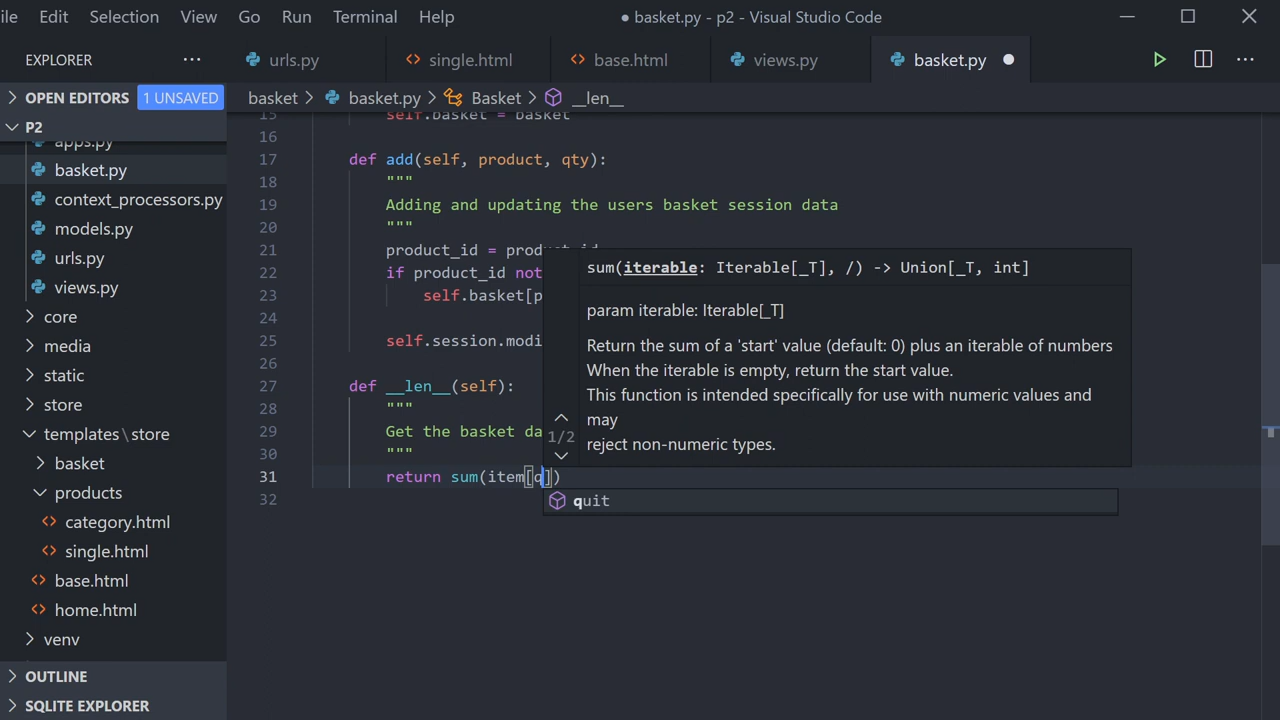 ile Edit Selection View Go Run Terminal Help ● basket.py - p2 - Visual Studio Code
EXPLORER ··· urls.py single.html base.html views.py basket.py
OPEN EDITORS 1 UNSAVED
basket > basket.py > Basket > __len__
P2
apps.py
basket.py
context_processors.py
models.py
urls.py
views.py
core
media
static
store
templates\store
basket
products
category.html
single.html
base.html
home.html
venv
OUTLINE
SQLITE EXPLORER
15 self.basket = basket
16
17 def add(self, product, qty):
18 """
19 Adding and updating the users basket session data
20 """
21 product_id = product.id
22 if product_id not
23 self.basket[p
24
25 self.session.modi
26
27 def __len__(self):
28 """
29 Get the basket da
30 """
31 return sum(item[q])
32
sum(iterable: Iterable[_T], /) -> Union[_T, int]
param iterable: Iterable[_T]
Return the sum of a 'start' value (default: 0) plus an iterable of numbers
When the iterable is empty, return the start value.
This function is intended specifically for use with numeric values and
may
reject non-numeric types.
1/2
quit